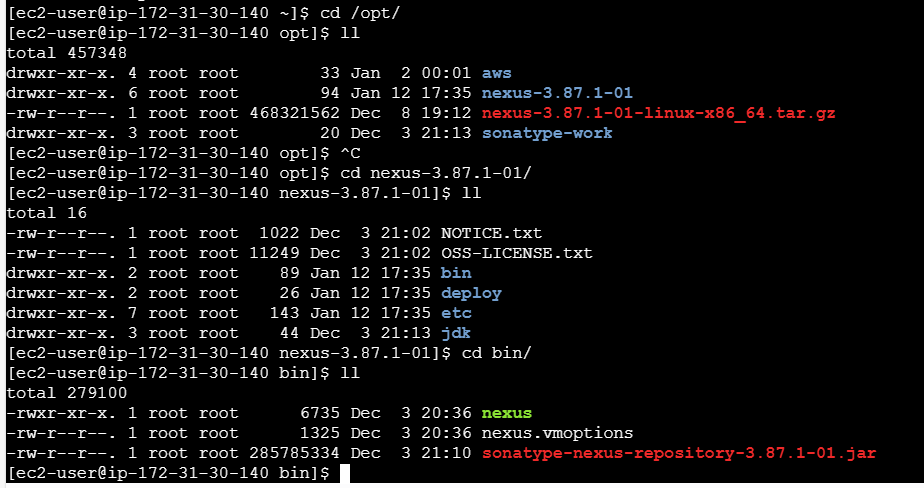 [ec2-user@ip-172-31-30-140 ~]$ cd /opt/
[ec2-user@ip-172-31-30-140 opt]$ ll
total 457348
drwxr-xr-x. 4 root root        33 Jan  2 00:01 aws
drwxr-xr-x. 6 root root        94 Jan 12 17:35 nexus-3.87.1-01
-rw-r--r--. 1 root root 468321562 Dec  8 19:12 nexus-3.87.1-01-linux-x86_64.tar.gz
drwxr-xr-x. 3 root root        20 Dec  3 21:13 sonatype-work
[ec2-user@ip-172-31-30-140 opt]$ ^C
[ec2-user@ip-172-31-30-140 opt]$ cd nexus-3.87.1-01/
[ec2-user@ip-172-31-30-140 nexus-3.87.1-01]$ ll
total 16
-rw-r--r--. 1 root root  1022 Dec  3 21:02 NOTICE.txt
-rw-r--r--. 1 root root 11249 Dec  3 21:02 OSS-LICENSE.txt
drwxr-xr-x. 2 root root    89 Jan 12 17:35 bin
drwxr-xr-x. 2 root root    26 Jan 12 17:35 deploy
drwxr-xr-x. 7 root root   143 Jan 12 17:35 etc
drwxr-xr-x. 3 root root    44 Dec  3 21:13 jdk
[ec2-user@ip-172-31-30-140 nexus-3.87.1-01]$ cd bin/
[ec2-user@ip-172-31-30-140 bin]$ ll
total 279100
-rwxr-xr-x. 1 root root      6735 Dec  3 20:36 nexus
-rw-r--r--. 1 root root      1325 Dec  3 20:36 nexus.vmoptions
-rw-r--r--. 1 root root 285785334 Dec  3 21:10 sonatype-nexus-repository-3.87.1-01.jar
[ec2-user@ip-172-31-30-140 bin]$